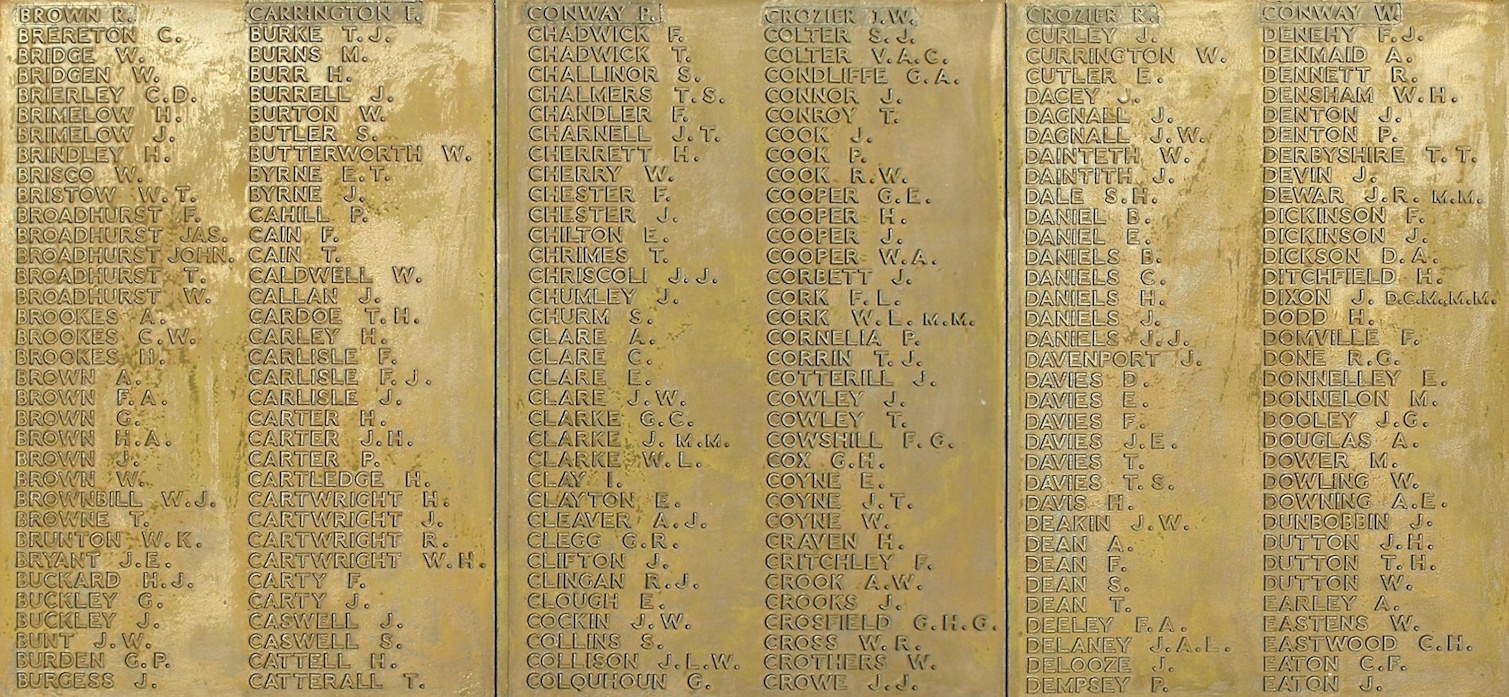 BROWN R.
BRERETON C.
BRIDGE W.
BRIDGEN W.
BRIERLEY C.D.
BRIMELOW H.
BRIMELOW J.
BRINDLEY H.
BRISCO W.
BRISTOW W.T.
BROADHURST F.
BROADHURST JAS.
BROADHURST JOHN.
BROADHURST T.
BROADHURST W.
BROOKES A.
BROOKES C.W.
BROOKES H.
BROWN A.
BROWN F.A.
BROWN G.
BROWN H.A.
BROWN J.
BROWN W.
BROWNBILL W.J.
BROWNE T.
BRUNTON W.K.
BRYANT J.E.
BUCKARD H.J.
BUCKLEY G.
BUCKLEY J.
BUNT J.W.
BURDEN G.P.
BURGESS J.
CARRINGTON T.
BURKE T.J.
BURNS M.
BURR H.
BURRELL J.
BURTON W.
BUTLER S.
BUTTERWORTH W.
BYRNE E.T.
BYRNE J.
CAHILL P.
CAIN F.
CAIN T.
CALDWELL W.
CALLAN J.
CARDOE T.H.
CARLEY H.
CARLISLE F.
CARLISLE F.J.
CARLISLE J.
CARTER H.
CARTER J.H.
CARTER P.
CARTLEDGE H.
CARTWRIGHT H.
CARTWRIGHT J.
CARTWRIGHT R.
CARTWRIGHT W.H.
CARTY F.
CARTY J.
CASWELL J.
CASWELL S.
CATTELL H.
CATTERALL T.
CONWAY P.
CHADWICK F.
CHADWICK T.
CHALLINOR S.
CHALMERS T.S.
CHANDLER F.
CHARNELL J.T.
CHERRETT H.
CHERRY W.
CHESTER F.
CHESTER J.
CHILTON E.
CHRIMES T.
CHRISCOLI J.J.
CHUMLEY J.
CHURM S.
CLARE A.
CLARE C.
CLARE E.
CLARE J.W.
CLARKE G.C.
CLARKE J. M.M.
CLARKE W.L.
CLAY I.
CLAYTON E.
CLEAVER A.J.
CLEGG G.R.
CLIFTON J.
CLINGAN R.J.
CLOUGH E.
COCKIN J.W.
COLLINS S.
COLLISON J.L.W.
COLQUHOUN G.
CROZIER J.W.
COLTER S.J.
COLTER V.A.C.
CONDLIFFE G.A.
CONNOR J.
CONROY T.
COOK J.
COOK P.
COOK R.W.
COOPER G.E.
COOPER H.
COOPER J.
COOPER W.A.
CORBETT J.
CORK F.L.
CORK W.L. M.M.
CORNELIA P.
CORRIN T.J.
COTTERILL J.
COWLEY J.
COWLEY T.
COWSHILL F.G.
COX G.H.
COYNE E.
COYNE J.T.
COYNE W.
CRAVEN H.
CRITCHLEY F.
CROOK A.W.
CROOKS J.
CROSFIELD G.H.G.
CROSS W.R.
CROTHERS W.
CROWE J.J.
CROZIER R.
CURLEY J.
CURRINGTON W.
CUTLER E.
DACEY J.
DAGNALL J.
DAGNALL J.W.
DAINTETH W.
DAINTITH J.
DALE S.H.
DANIEL B.
DANIEL E.
DANIELS B.
DANIELS C.
DANIELS H.
DANIELS J.
DANIELS J.J.
DAVENPORT J.
DAVIES D.
DAVIES E.
DAVIES F.
DAVIES J.E.
DAVIES T.
DAVIES T.S.
DAVIS H.
DEAKIN J.W.
DEAN A.
DEAN F.
DEAN S.
DEAN T.
DEELEY F.A.
DELANEY J.A.L.
DELOOZE J.
DEMPSEY P.
CONWAY W.
DENEHY F.J.
DENMAID A.
DENNETT R.
DENSHAM W.H.
DENTON J.
DENTON P.
DERBYSHIRE T.T.
DEVIN J.
DEWAR J.R. M.M.
DICKINSON F.
DICKINSON J.
DICKSON D.A.
DITCHFIELD H.
DIXON J. D.C.M., M.M.
DODD H.
DOMVILLE F.
DONE R.G.
DONNELLEY E.
DONNELON M.
DOOLEY J.G.
DOUGLAS A.
DOWER M.
DOWLING W.
DOWNING A.E.
DUNBOBBIN J.
DUTTON J.H.
DUTTON T.H.
DUTTON W.
EARLEY A.
EASTENS W.
EASTWOOD C.H.
EATON C.F.
EATON J.